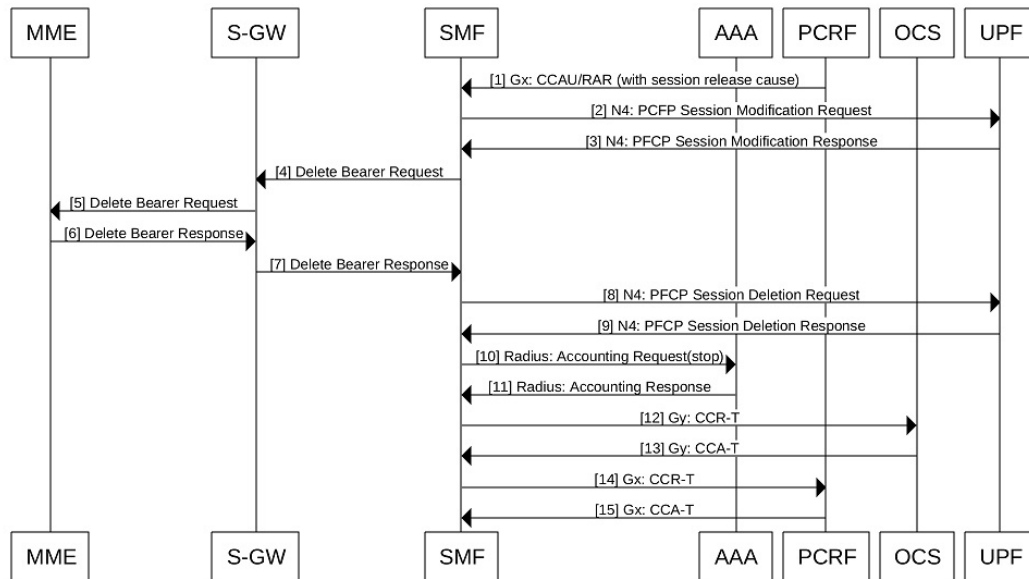 MME S-GW SMF AAA PCRF OCS UPF
[1] Gx: CCAU/RAR (with session release cause)
[2] N4: PCFP Session Modification Request
[3] N4: PFCP Session Modification Response
[4] Delete Bearer Request
[5] Delete Bearer Request
[6] Delete Bearer Response
[7] Delete Bearer Response
[8] N4: PFCP Session Deletion Request
[9] N4: PFCP Session Deletion Response
[10] Radius: Accounting Request(stop)
[11] Radius: Accounting Response
[12] Gy: CCR-T
[13] Gy: CCA-T
[14] Gx: CCR-T
[15] Gx: CCA-T
MME S-GW SMF AAA PCRF OCS UPF